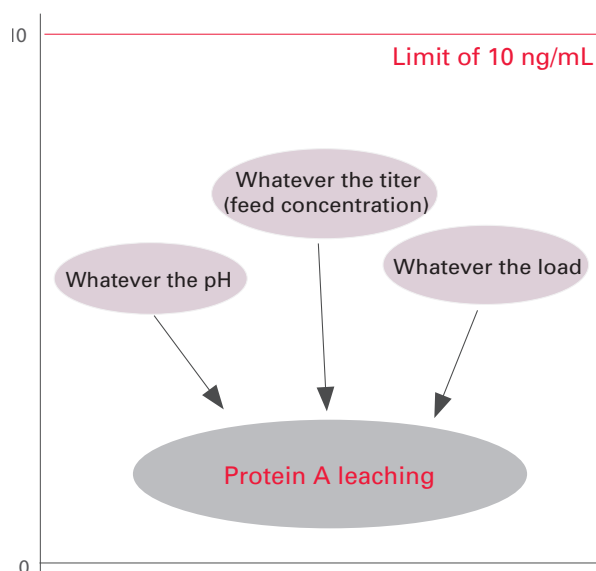 10
Limit of 10 ng/mL
Whatever the titer
(feed concentration)
Whatever the pH
Whatever the load
Protein A leaching
0